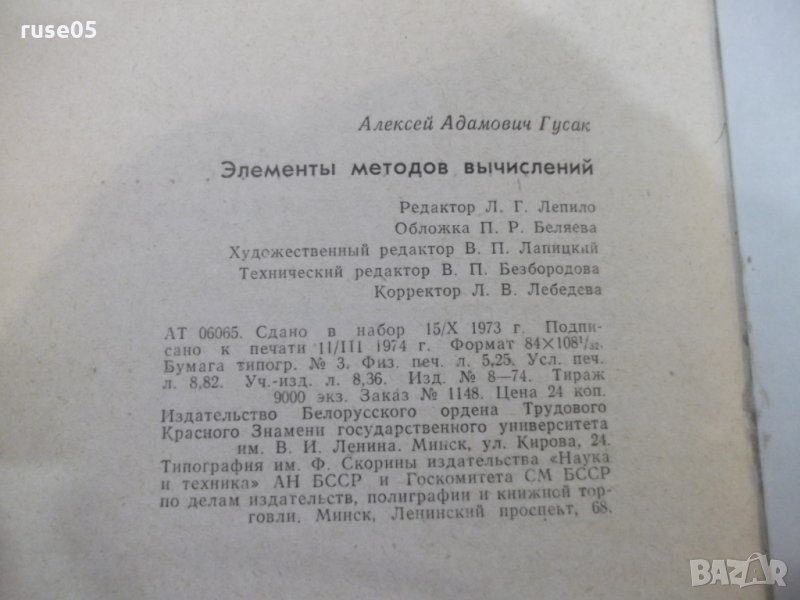 ruse05
Алексей Адамович Гусак
Элементы методов вычислений
Редактор Л. Г. Лепило
Обложка П. Р. Беляева
Художественный редактор В. П. Лапицкий
Технический редактор В. П. Безбородова
Корректор Л. В. Лебедева
АТ 06065. Сдано в набор 15/X 1973 г. Подпи-
сано к печати 11/III 1974 г. Формат 84×108¹/₃₂.
Бумага типогр. № 3. Физ. печ. л. 5,25. Усл. печ.
л. 8,82. Уч.-изд. л. 8,36. Изд. № 8—74. Тираж
9000 экз. Заказ № 1148. Цена 24 коп.
Издательство Белорусского ордена Трудового
Красного Знамени государственного университета
им. В. И. Ленина. Минск, ул. Кирова, 24.
Типография им. Ф. Скорины издательства «Наука
и техника» АН БССР и Госкомитета СМ БССР
по делам издательств, полиграфии и книжной тор-
говли. Минск, Ленинский проспект, 68.
BAZAR